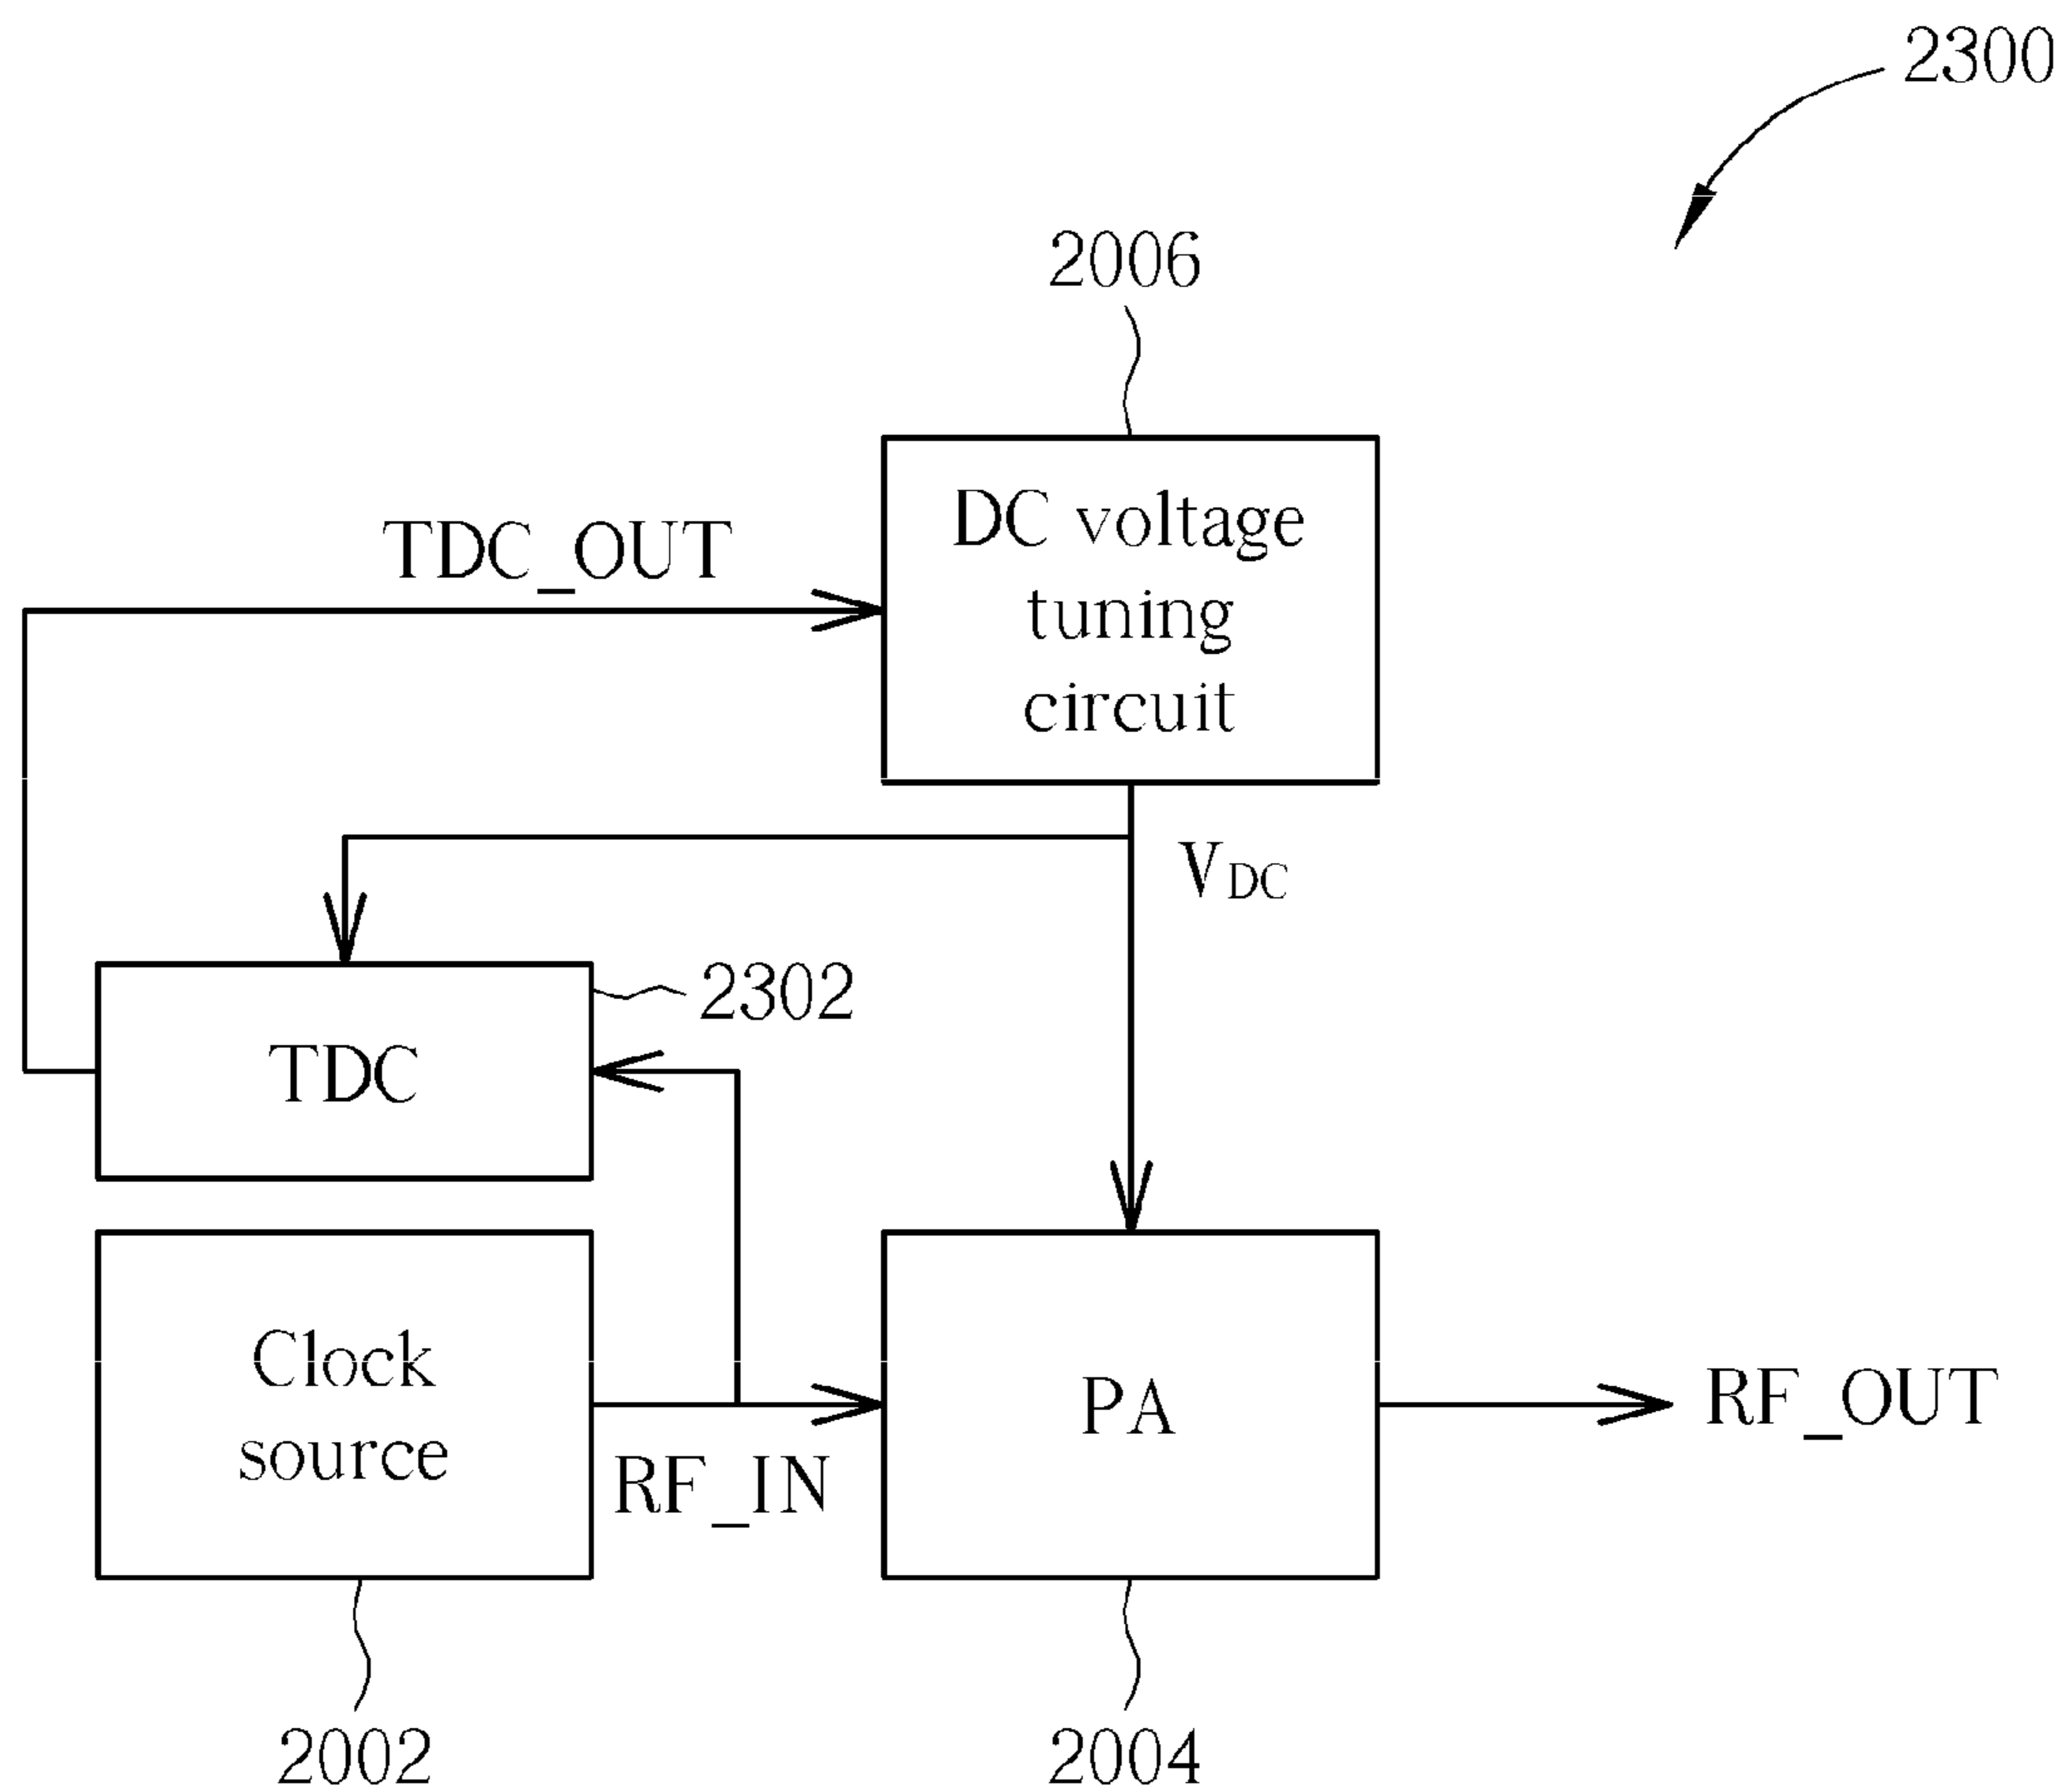 2300
2006
DC voltage
tuning
circuit
TDC_OUT
VDC
2302
TDC
Clock
source
RF_IN
PA
RF_OUT
2002
2004